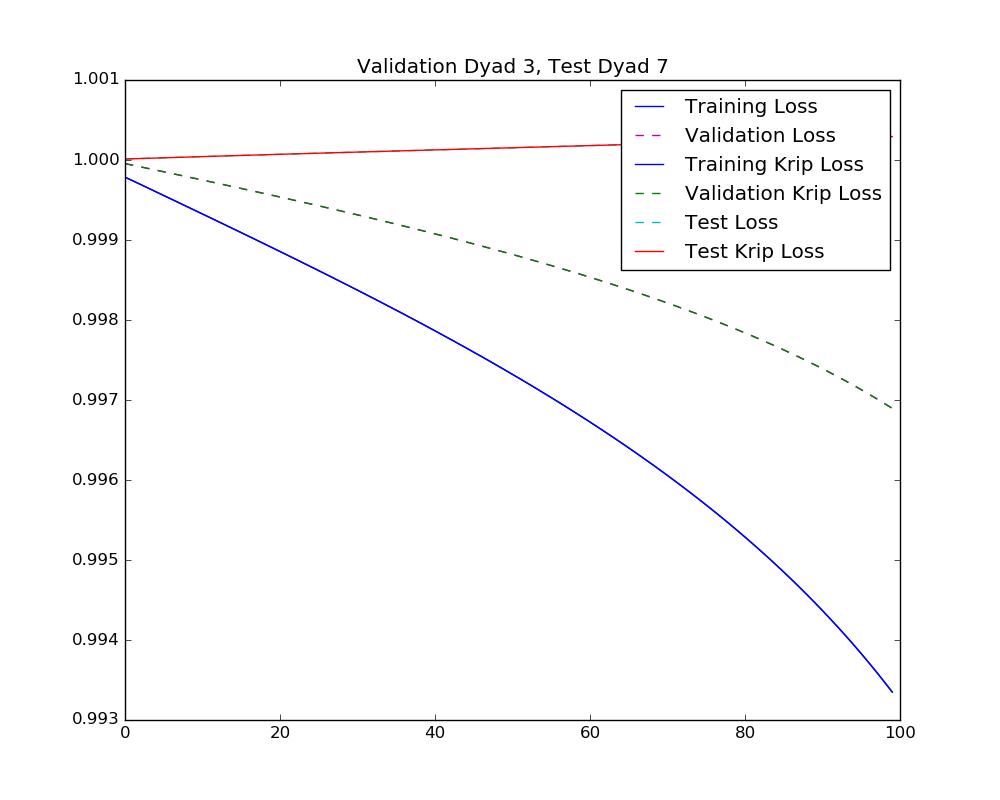 Validation Dyad 3, Test Dyad 7
1.001
1.000
0.999
0.998
0.997
0.996
0.995
0.994
0.993
Training Loss
Validation Loss
Training Krip Loss
Validation Krip Loss
Test Loss
Test Krip Loss
0 20 40 60 80 100